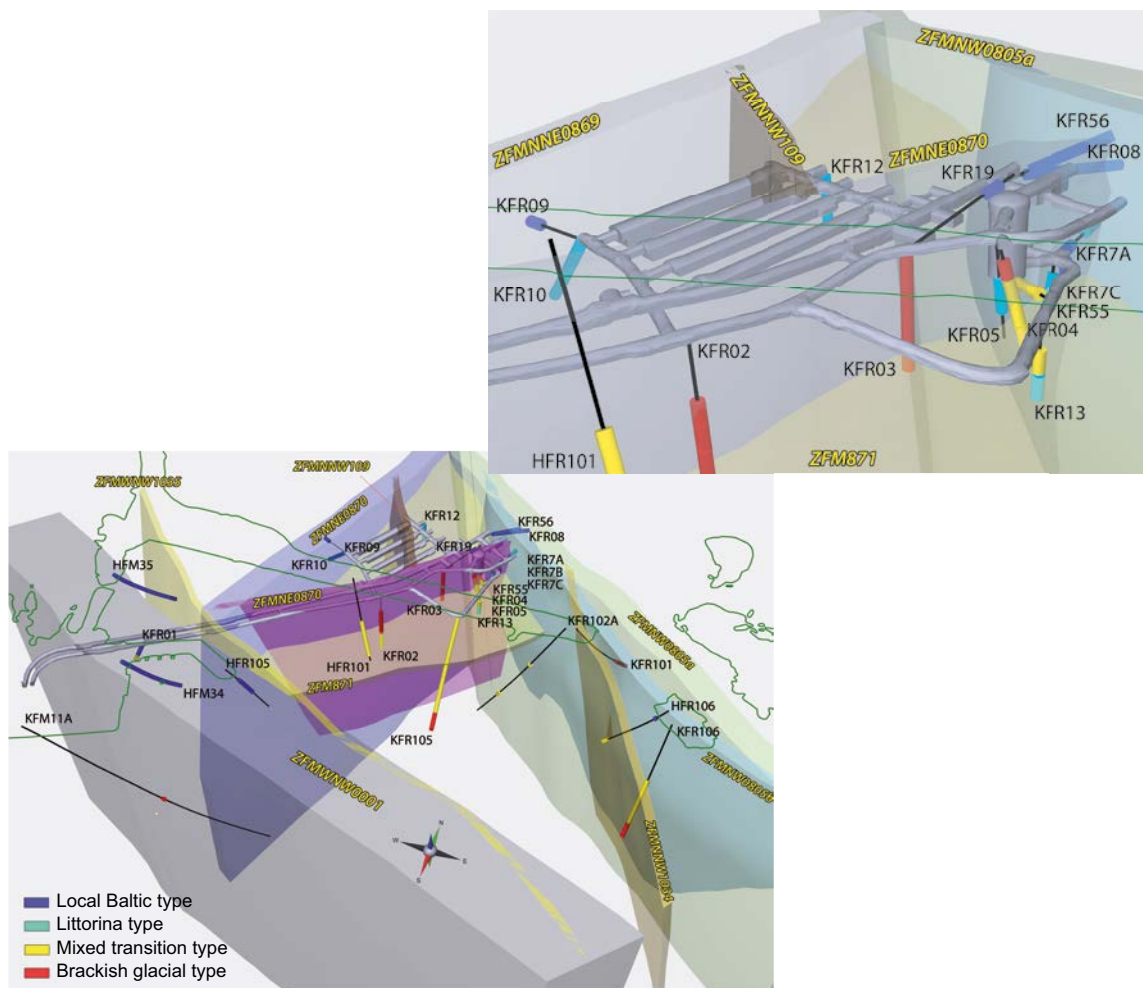 ZFMNW0805a
ZFMNNW109
ZFMNNE0869
ZFMNE0870
KFR56
KFR08
KFR12
KFR19
KFR09
KFR10
KFR7A
KFR7C
KFR55
KFR05
KFR04
KFR02
KFR03
KFR13
HFR101
ZFM871
ZFMNNW109
ZFMWNW1035
ZFMNE0870
KFR12
KFR56
KFR08
KFR09
KFR19
KFR10
HFM35
KFR7A
KFR7B
KFR7C
ZFMNE0870
KFR55
KFR04
KFR05
KFR03
KFR13
KFR01
KFR102A
ZFMNW0805a
HFR105
HFR101
KFR02
KFR101
ZFM871
HFM34
HFR106
KFM11A
KFR105
KFR106
ZFMWNW0001
ZFMNW0805b
ZFMNNW1034
N
W
E
S
Local Baltic type
Littorina type
Mixed transition type
Brackish glacial type